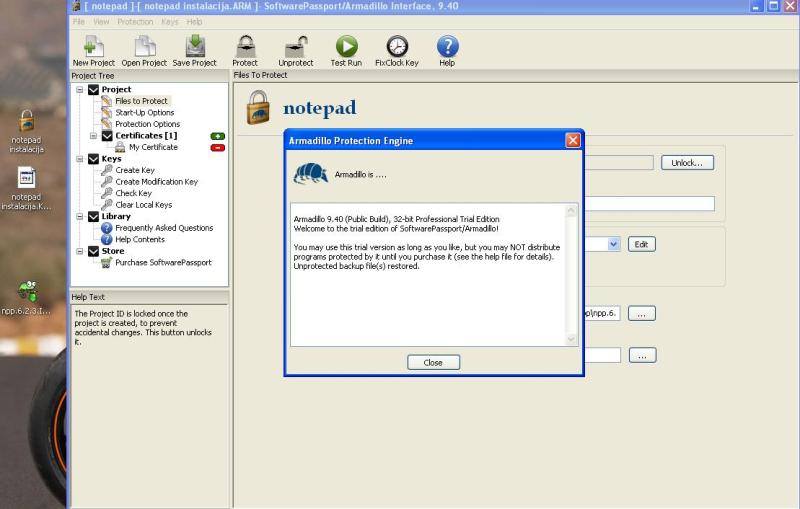 [ notepad ]-[ notepad instalacija.ARM ]- SoftwarePassport/Armadillo Interface, 9.40
File View Protection Keys Help
New Project Open Project Save Project Protect Unprotect Test Run FixClock Key Help
Project Tree
Files To Protect
Project
Files to Protect
Start-Up Options
Protection Options
Certificates [1]
My Certificate
Keys
Create Key
Create Modification Key
Check Key
Clear Local Keys
Library
Frequently Asked Questions
Help Contents
Store
Purchase SoftwarePassport
Help Text
The Project ID is locked once the
project is created, to prevent
accidental changes. This button unlocks
it.
notepad
instalacija
notepad
instalacija.K...
npp.6.2.3.I...
notepad
Unlock...
Edit
pp\npp.6.
...
...
Armadillo Protection Engine
Armadillo is ....
Armadillo 9.40 (Public Build), 32-bit Professional Trial Edition
Welcome to the trial edition of SoftwarePassport/Armadillo!
You may use this trial version as long as you like, but you may NOT distribute
programs protected by it until you purchase it (see the help file for details).
Unprotected backup file(s) restored.
Close